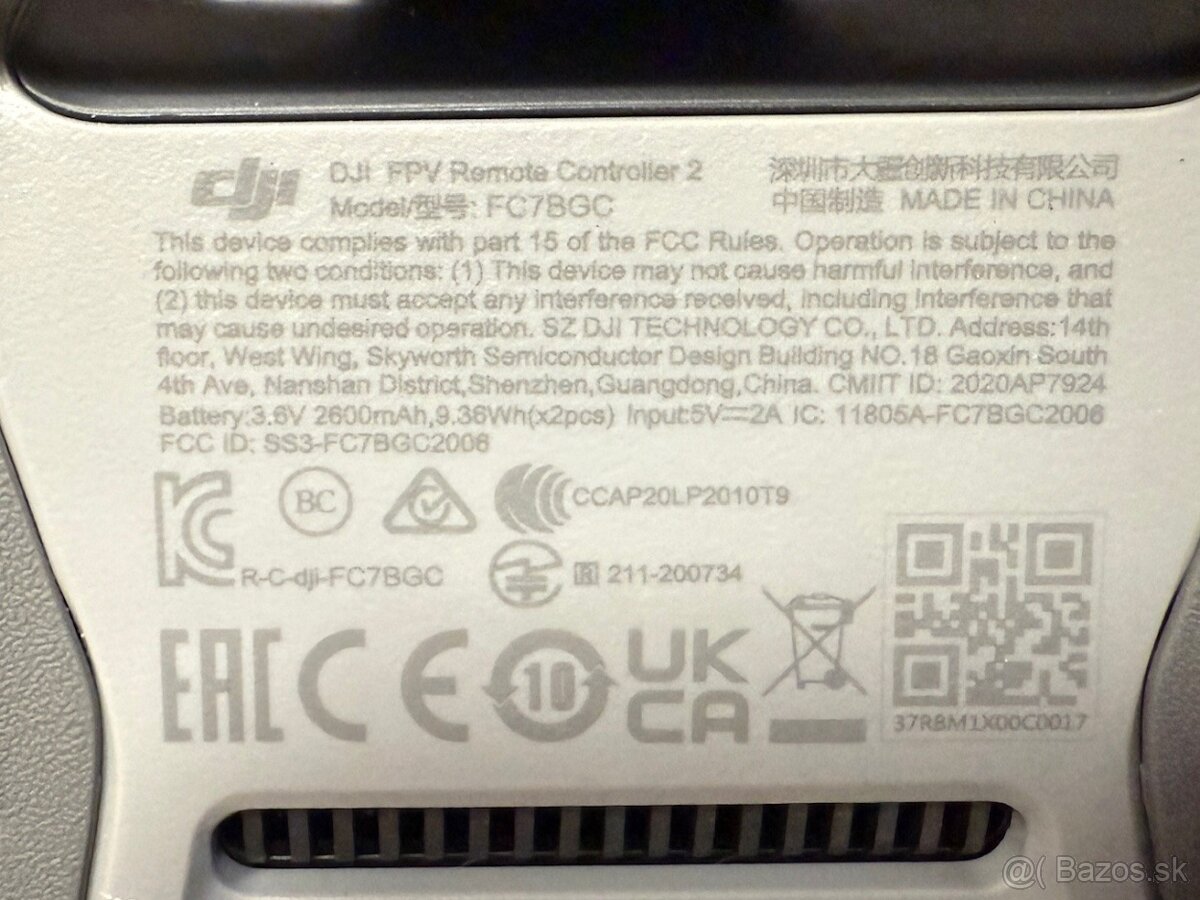 dji
DJI FPV Remote Controller 2
Model/型号: FC7BGC
深圳市大疆创新科技有限公司
中国制造 MADE IN CHINA
This device complies with part 15 of the FCC Rules. Operation is subject to the
following two conditions: (1) This device may not cause harmful interference, and
(2) this device must accept any interference received, including interference that
may cause undesired operation. SZ DJI TECHNOLOGY CO., LTD. Address:14th
floor, West Wing, Skyworth Semiconductor Design Building NO.18 Gaoxin South
4th Ave, Nanshan District,Shenzhen,Guangdong,China. CMIIT ID: 2020AP7924
Battery:3.6V 2600mAh,9.36Wh(x2pcs) Input:5V⎓2A IC: 11805A-FC7BGC2006
FCC ID: SS3-FC7BGC2006
BC
CCAP20LP2010T9
R-C-dji-FC7BGC
R 211-200734
EAC CE 10 UK
CA
37RBM1X00C0017
@( Bazos.sk